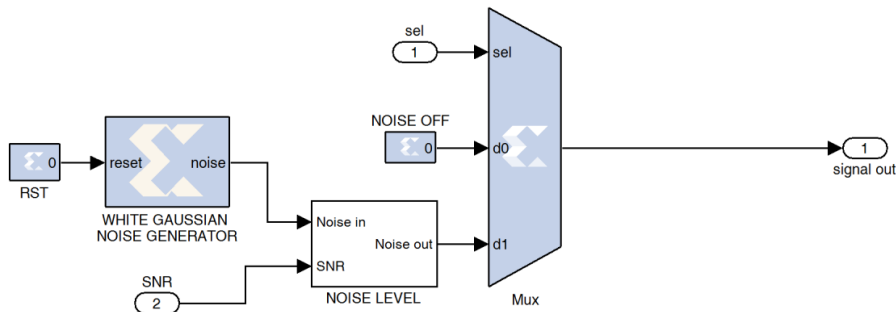 sel
1
sel
NOISE OFF
0
d0
1
signal out
0
RST
reset
noise
WHITE GAUSSIAN
NOISE GENERATOR
Noise in
Noise out
SNR
NOISE LEVEL
d1
Mux
SNR
2